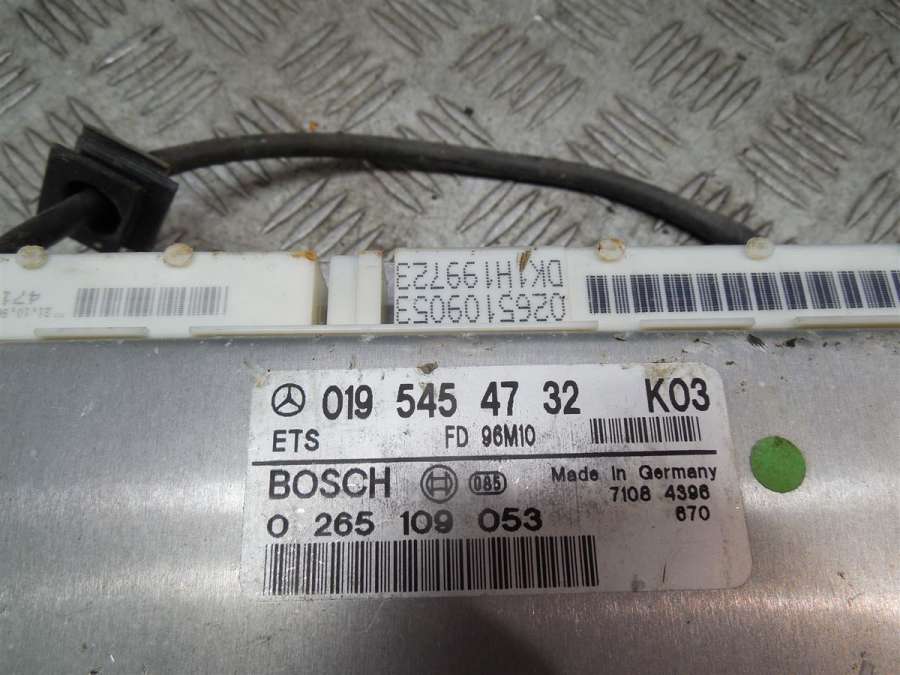 DK1H199723
0265109053
019 545 47 32 K03
ETS FD 96M10
BOSCH 085 Made in Germany
7108 4396
0 265 109 053 670